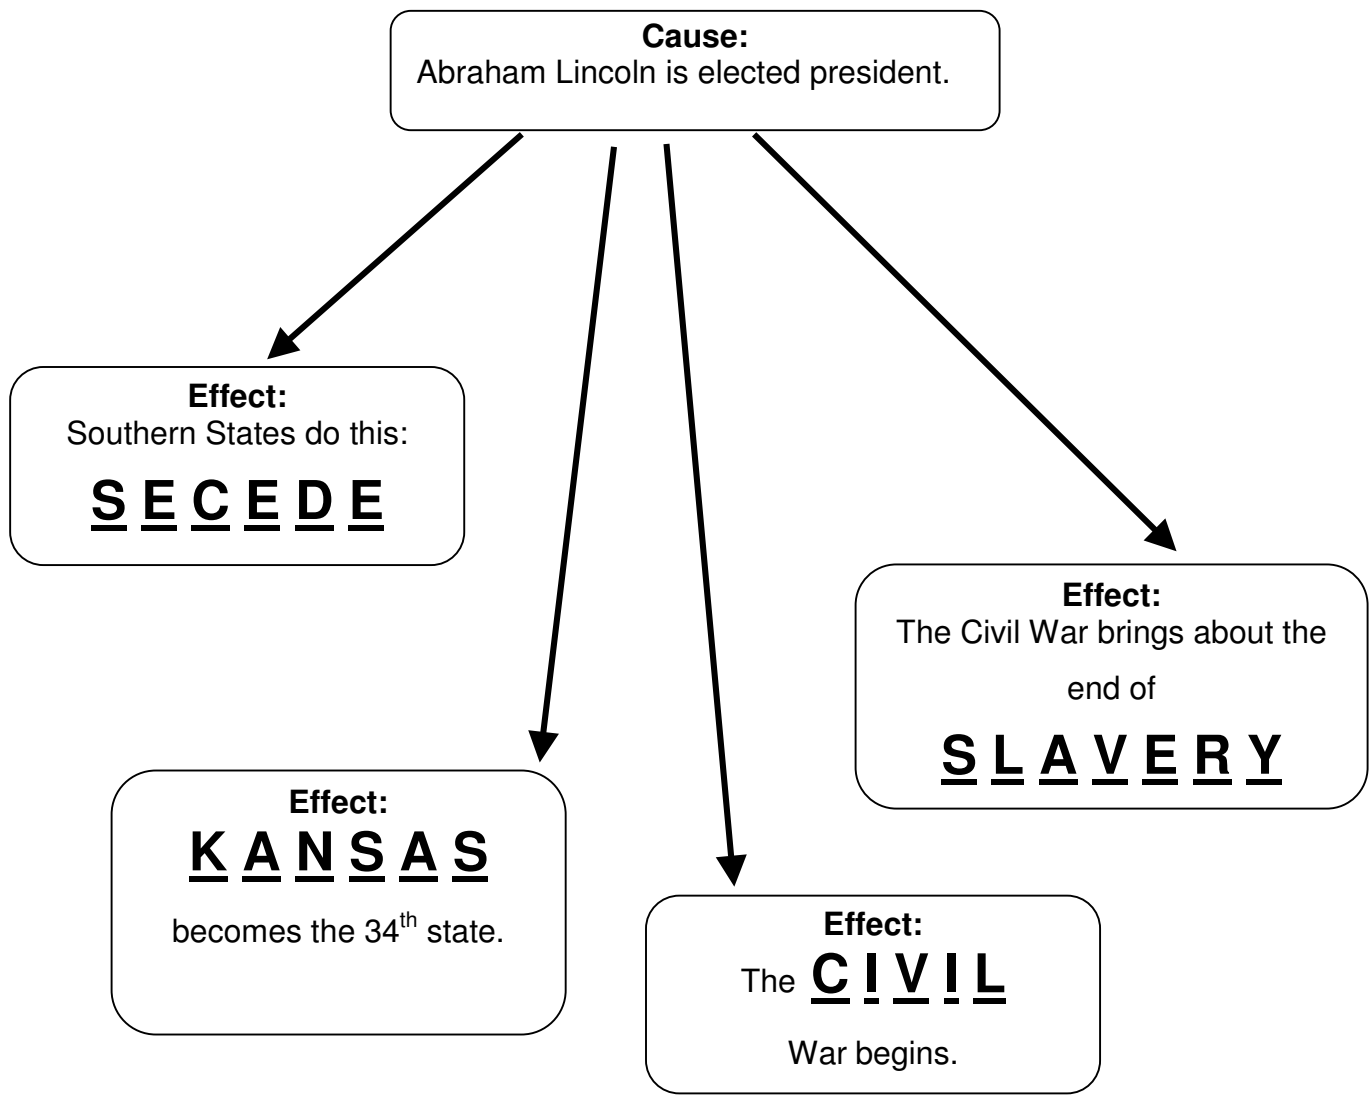 Cause:
Abraham Lincoln is elected president.
Effect:
Southern States do this:
S E C E D E
Effect:
The Civil War brings about the
end of
S L A V E R Y
Effect:
K A N S A S
becomes the 34th state.
Effect:
The C I V I L
War begins.